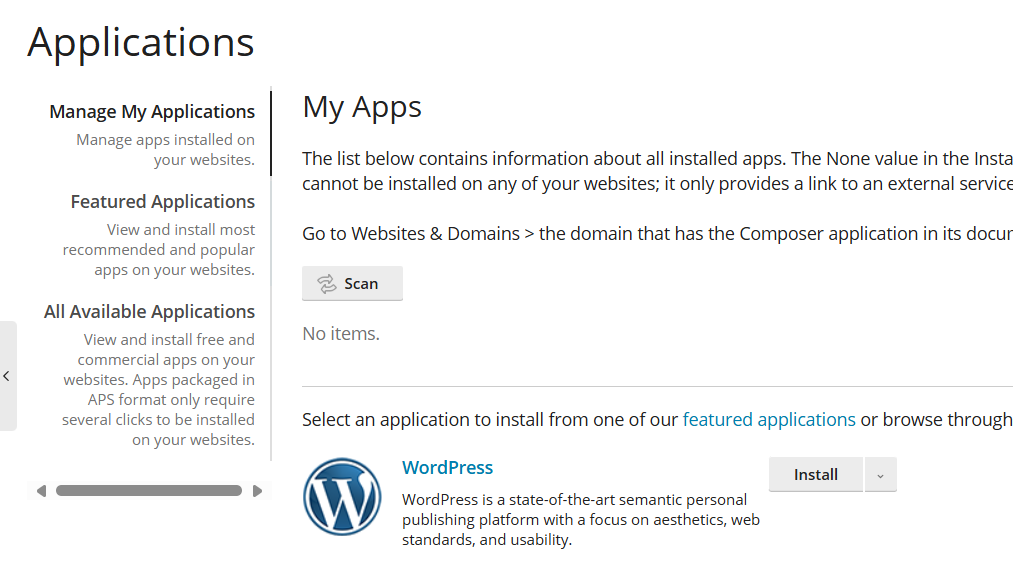 Applications
Manage My Applications
Manage apps installed on
your websites.
Featured Applications
View and install most
recommended and popular
apps on your websites.
All Available Applications
View and install free and
commercial apps on your
websites. Apps packaged in
APS format only require
several clicks to be installed
on your websites.
My Apps
The list below contains information about all installed apps. The None value in the Insta
cannot be installed on any of your websites; it only provides a link to an external service
Go to Websites & Domains > the domain that has the Composer application in its docur
Scan
No items.
Select an application to install from one of our featured applications or browse through
WordPress
Install
WordPress is a state-of-the-art semantic personal
publishing platform with a focus on aesthetics, web
standards, and usability.